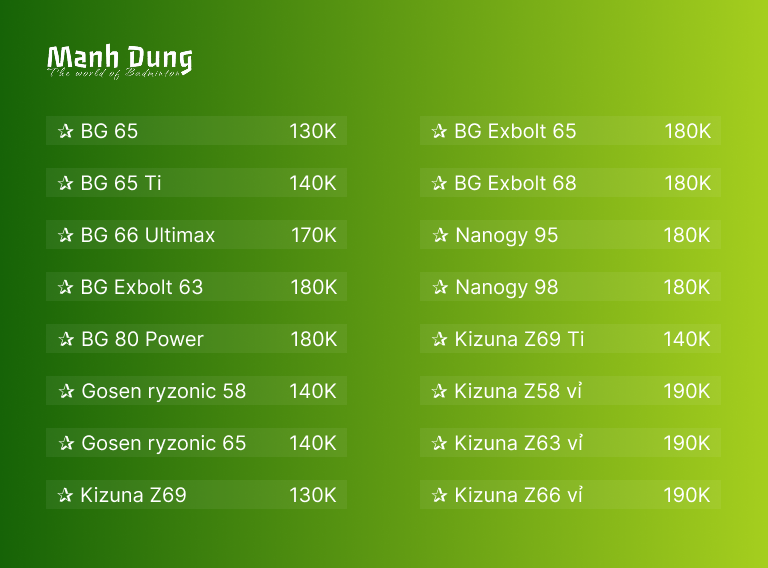 Manh Dung
The world of Badminton
✰ BG 65 130K
✰ BG 65 Ti 140K
✰ BG 66 Ultimax 170K
✰ BG Exbolt 63 180K
✰ BG 80 Power 180K
✰ Gosen ryzonic 58 140K
✰ Gosen ryzonic 65 140K
✰ Kizuna Z69 130K
✰ BG Exbolt 65 180K
✰ BG Exbolt 68 180K
✰ Nanogy 95 180K
✰ Nanogy 98 180K
✰ Kizuna Z69 Ti 140K
✰ Kizuna Z58 vỉ 190K
✰ Kizuna Z63 vỉ 190K
✰ Kizuna Z66 vỉ 190K